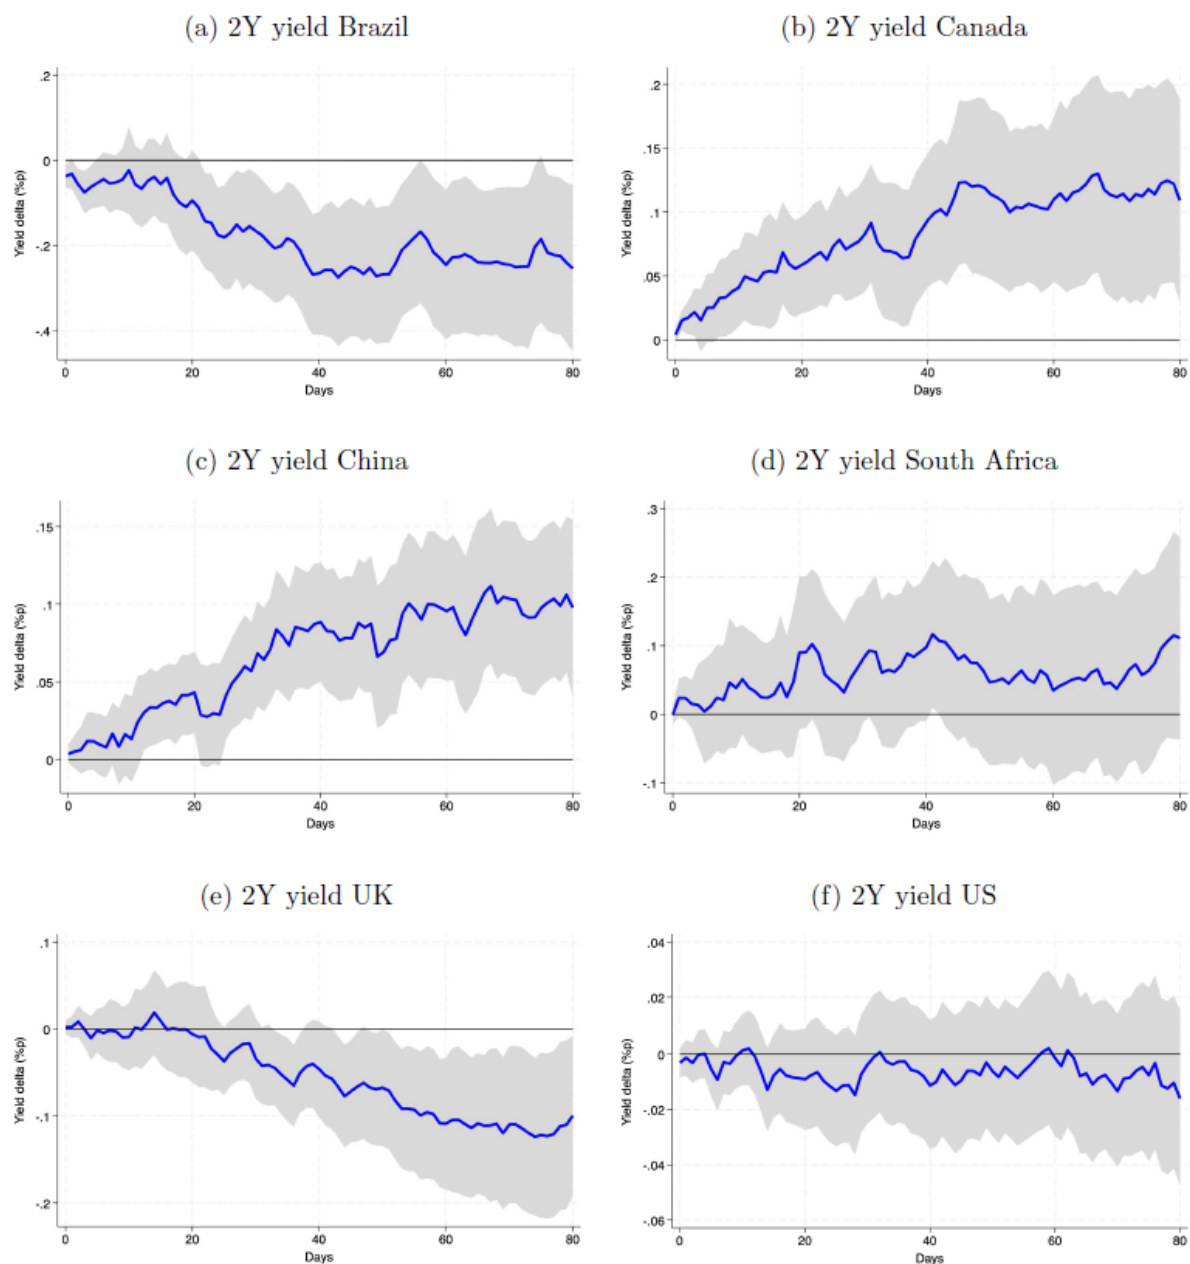 (a) 2Y yield Brazil
.2
0
-.2
-.4
Yield delta (%p)
0 20 40 60 80
Days
(b) 2Y yield Canada
.2
.15
.1
.05
0
Yield delta (%p)
0 20 40 60 80
Days
(c) 2Y yield China
.15
.1
.05
0
Yield delta (%p)
0 20 40 60 80
Days
(d) 2Y yield South Africa
.3
.2
.1
0
-.1
Yield delta (%p)
0 20 40 60 80
Days
(e) 2Y yield UK
.1
0
-.1
-.2
Yield delta (%p)
0 20 40 60 80
Days
(f) 2Y yield US
.04
.02
0
-.02
-.04
-.06
Yield delta (%p)
0 20 40 60 80
Days